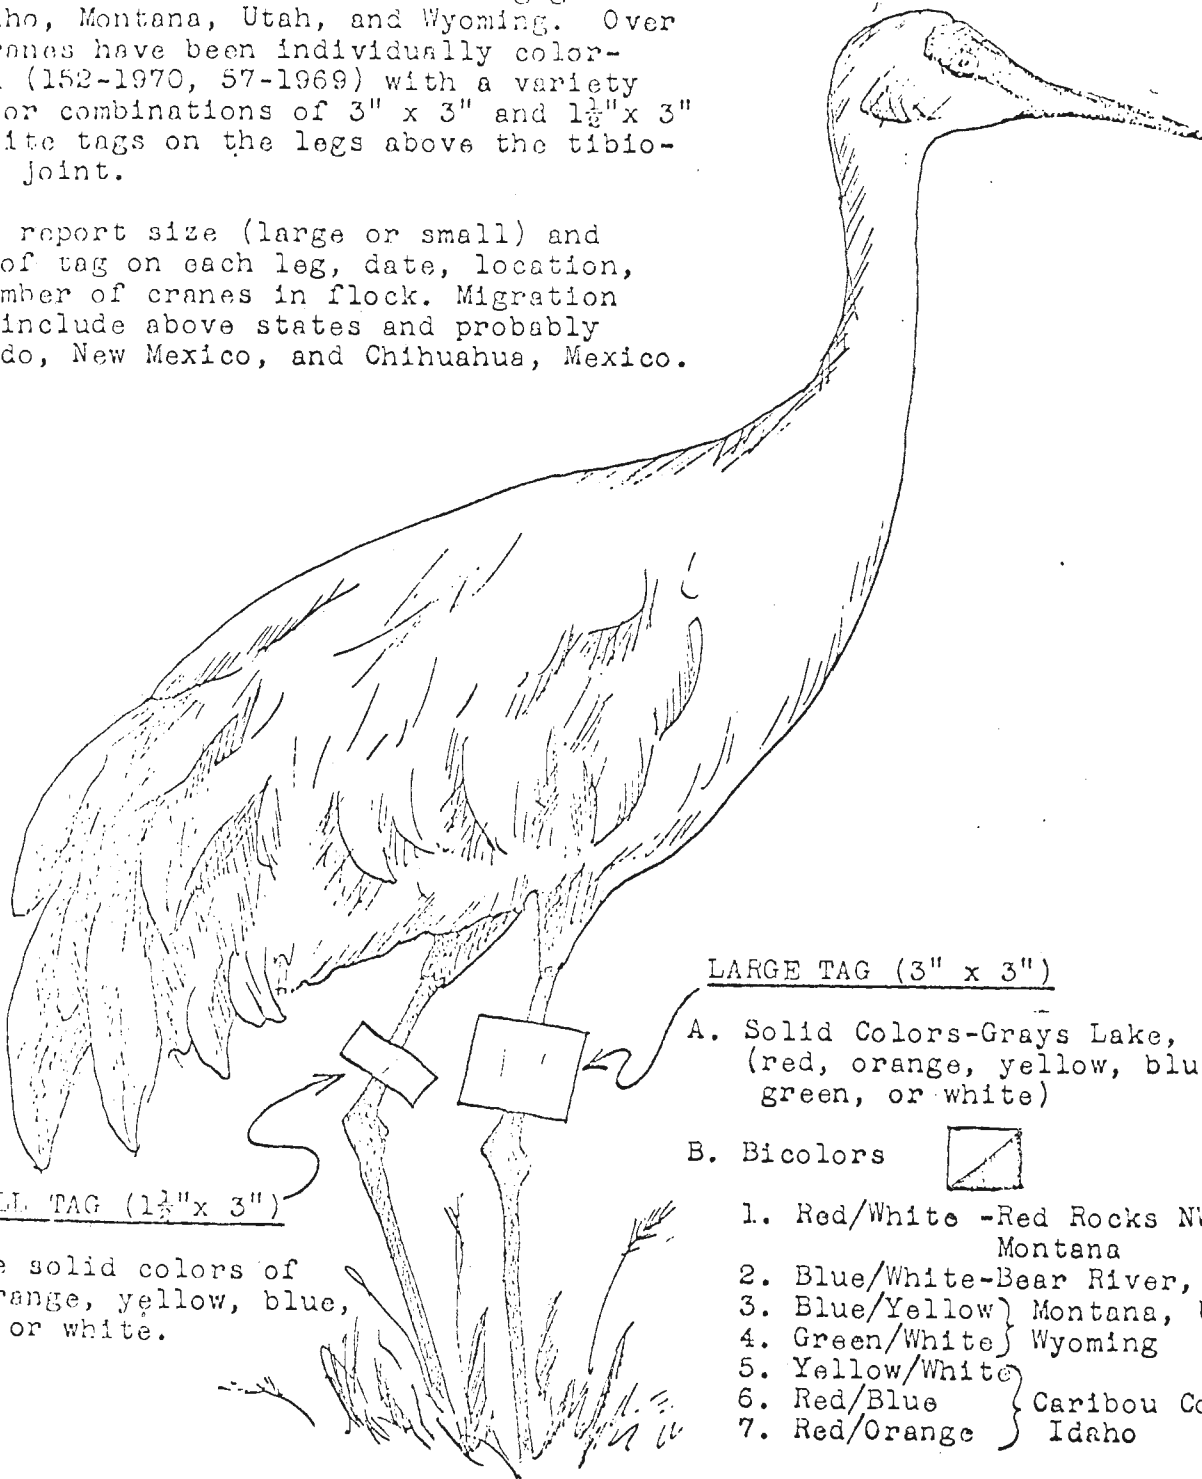 ho, Montana, Utah, and Wyoming. Over
ranes have been individually color-
(152-1970, 57-1969) with a variety
or combinations of 3" x 3" and 1½"x 3"
ite tags on the legs above the tibio-
joint.
report size (large or small) and
of tag on each leg, date, location,
mber of cranes in flock. Migration
include above states and probably
do, New Mexico, and Chihuahua, Mexico.
LARGE TAG (3" x 3")
A. Solid Colors-Grays Lake,
(red, orange, yellow, blu
green, or white)
B. Bicolors
1. Red/White -Red Rocks
Montana
2. Blue/White-Bear River,
3. Blue/Yellow} Montana,
4. Green/White} Wyoming
5. Yellow/White
6. Red/Blue } Caribou Co
7. Red/Orange Idaho
LL TAG (1½"x 3")
e solid colors of
range, yellow, blue,
or white.